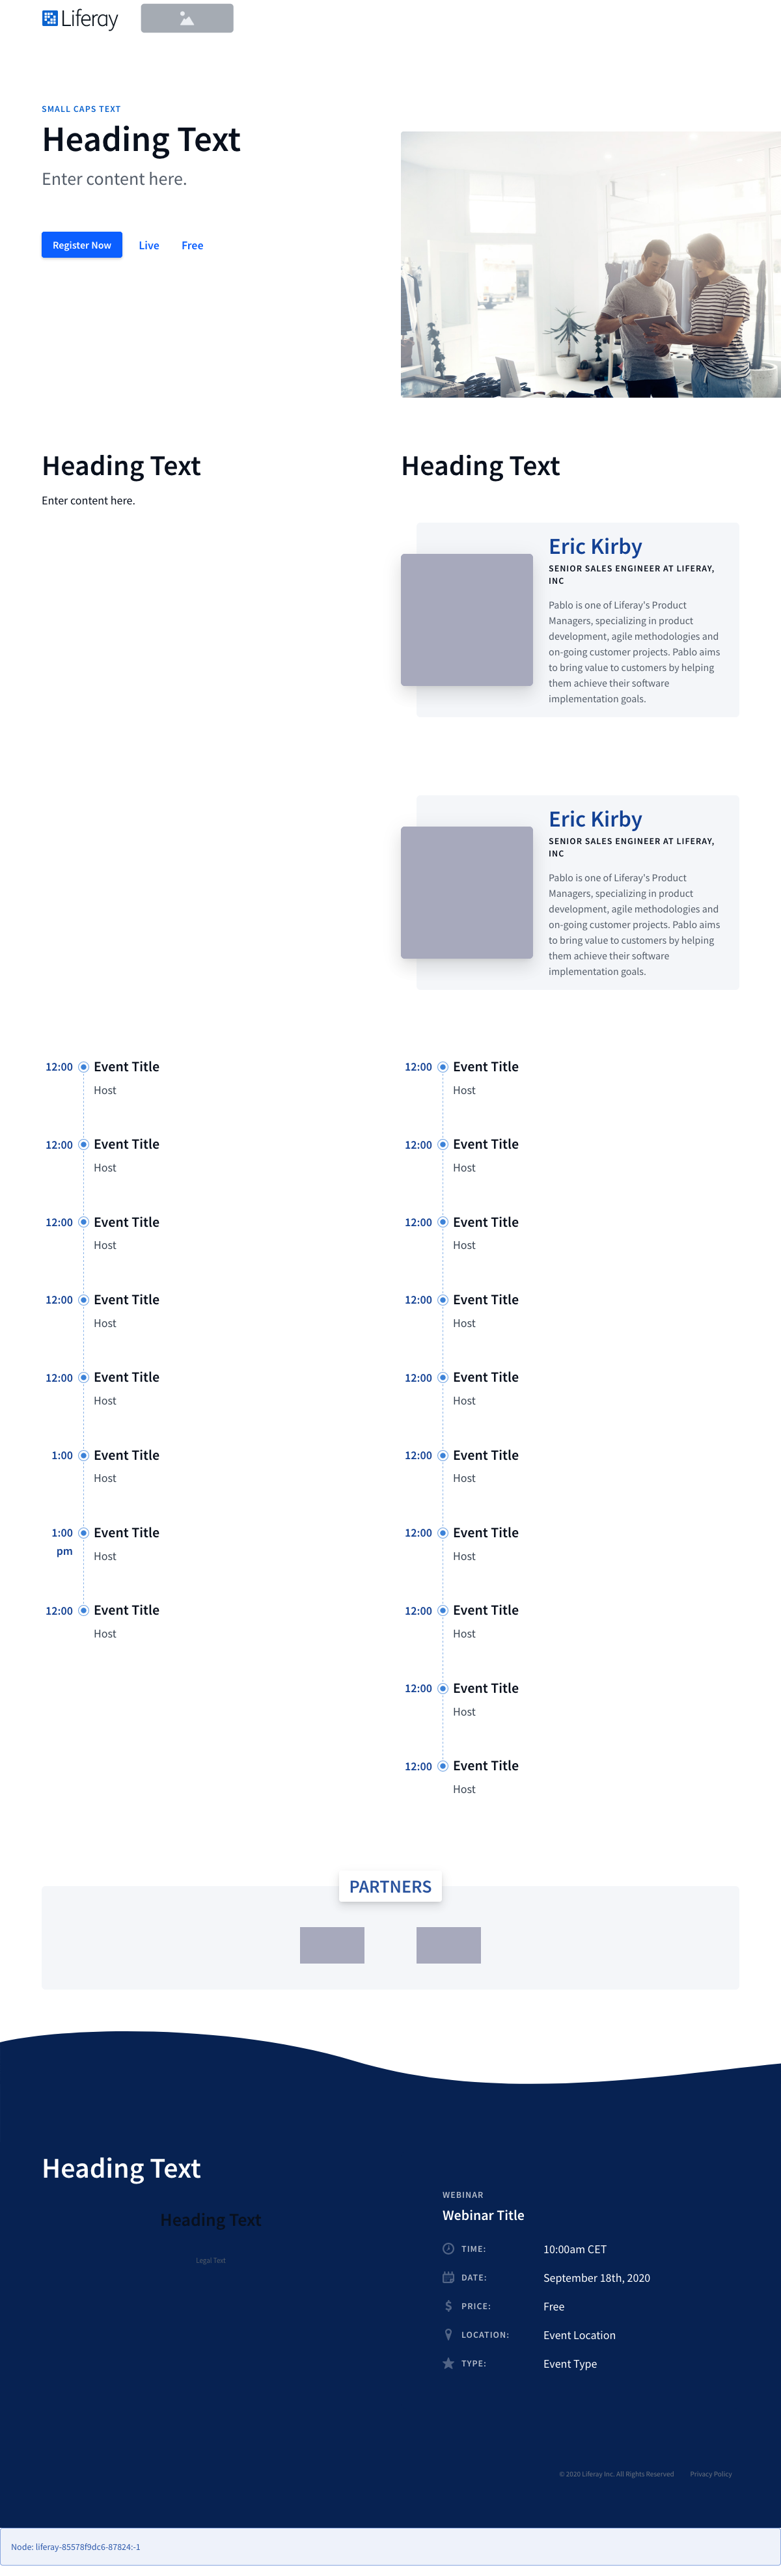 Liferay
SMALL CAPS TEXT
Heading Text
Enter content here.
Register Now
Live
Free
Heading Text
Enter content here.
Heading Text
Eric Kirby
SENIOR SALES ENGINEER AT LIFERAY,
INC
Pablo is one of Liferay's Product
Managers, specializing in product
development, agile methodologies and
on-going customer projects. Pablo aims
to bring value to customers by helping
them achieve their software
implementation goals.
Eric Kirby
SENIOR SALES ENGINEER AT LIFERAY,
INC
Pablo is one of Liferay's Product
Managers, specializing in product
development, agile methodologies and
on-going customer projects. Pablo aims
to bring value to customers by helping
them achieve their software
implementation goals.
12:00 Event Title
Host
12:00 Event Title
Host
12:00 Event Title
Host
12:00 Event Title
Host
12:00 Event Title
Host
1:00 Event Title
Host
1:00 Event Title
pm Host
12:00 Event Title
Host
12:00 Event Title
Host
12:00 Event Title
Host
12:00 Event Title
Host
12:00 Event Title
Host
12:00 Event Title
Host
12:00 Event Title
Host
12:00 Event Title
Host
12:00 Event Title
Host
12:00 Event Title
Host
12:00 Event Title
Host
PARTNERS
Heading Text
Heading Text
Legal Text
WEBINAR
Webinar Title
TIME: 10:00am CET
DATE: September 18th, 2020
PRICE: Free
LOCATION: Event Location
TYPE: Event Type
© 2020 Liferay Inc. All Rights Reserved Privacy Policy
Node: liferay-85578f9dc6-87824:-1